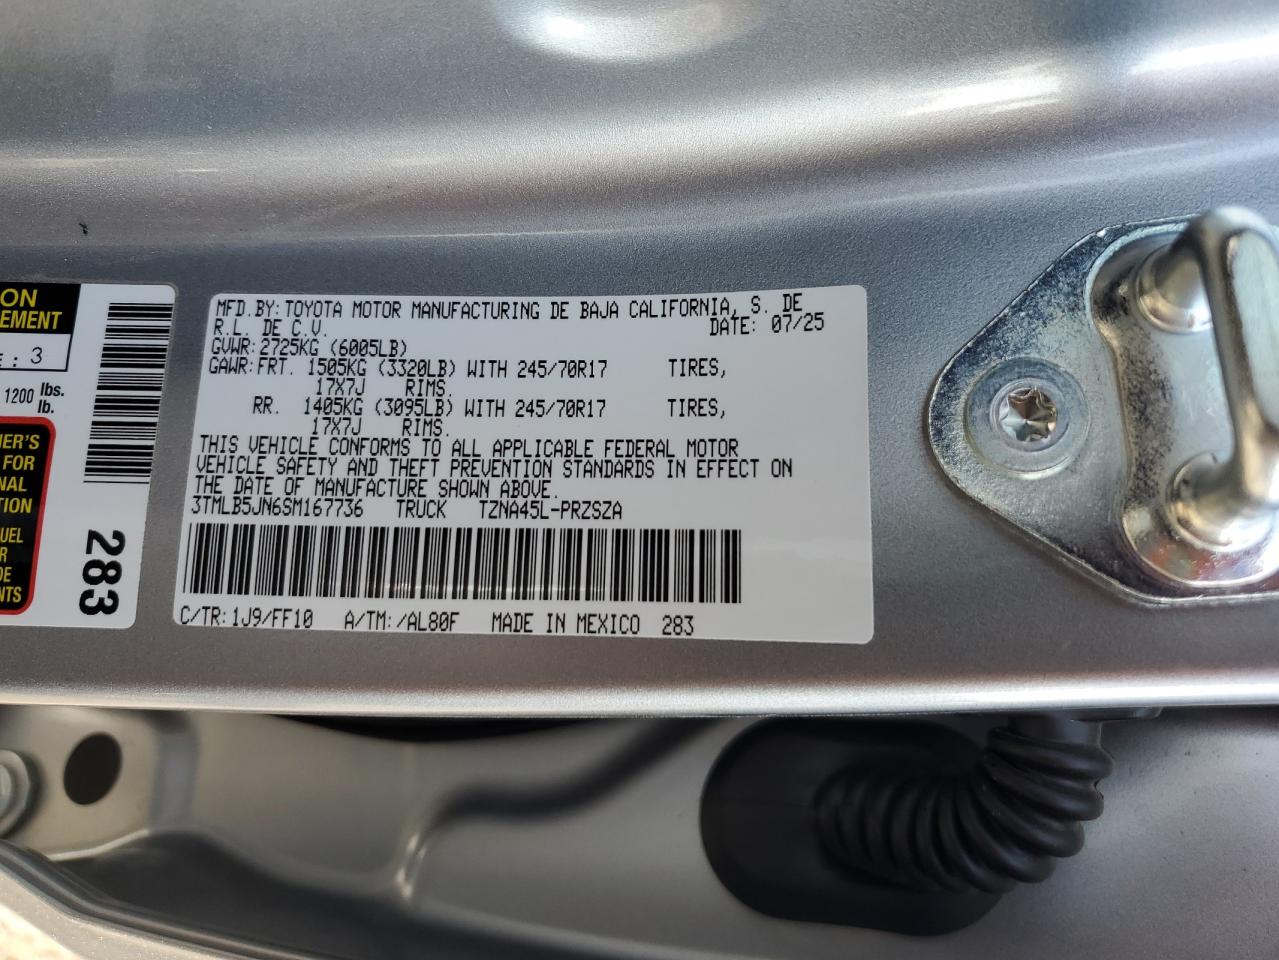 ON
EMENT
E: 3
1200 lbs.
lb.
ER'S
FOR
NAL
TION
UEL
R
DE
NTS
283
MFD. BY: TOYOTA MOTOR MANUFACTURING DE BAJA CALIFORNIA, S. DE
R.L. DE C.V. DATE: 07/25
GVWR: 2725KG (6005LB)
GAWR: FRT. 1505KG (3320LB) WITH 245/70R17 TIRES,
17X7J RIMS.
RR. 1405KG (3095LB) WITH 245/70R17 TIRES,
17X7J RIMS.
THIS VEHICLE CONFORMS TO ALL APPLICABLE FEDERAL MOTOR
VEHICLE SAFETY AND THEFT PREVENTION STANDARDS IN EFFECT ON
THE DATE OF MANUFACTURE SHOWN ABOVE.
3TMLB5JN6SM167736 TRUCK TZNA45L-PRZSZA
C/TR: 1J9/FF10 A/TM: /AL80F MADE IN MEXICO 283